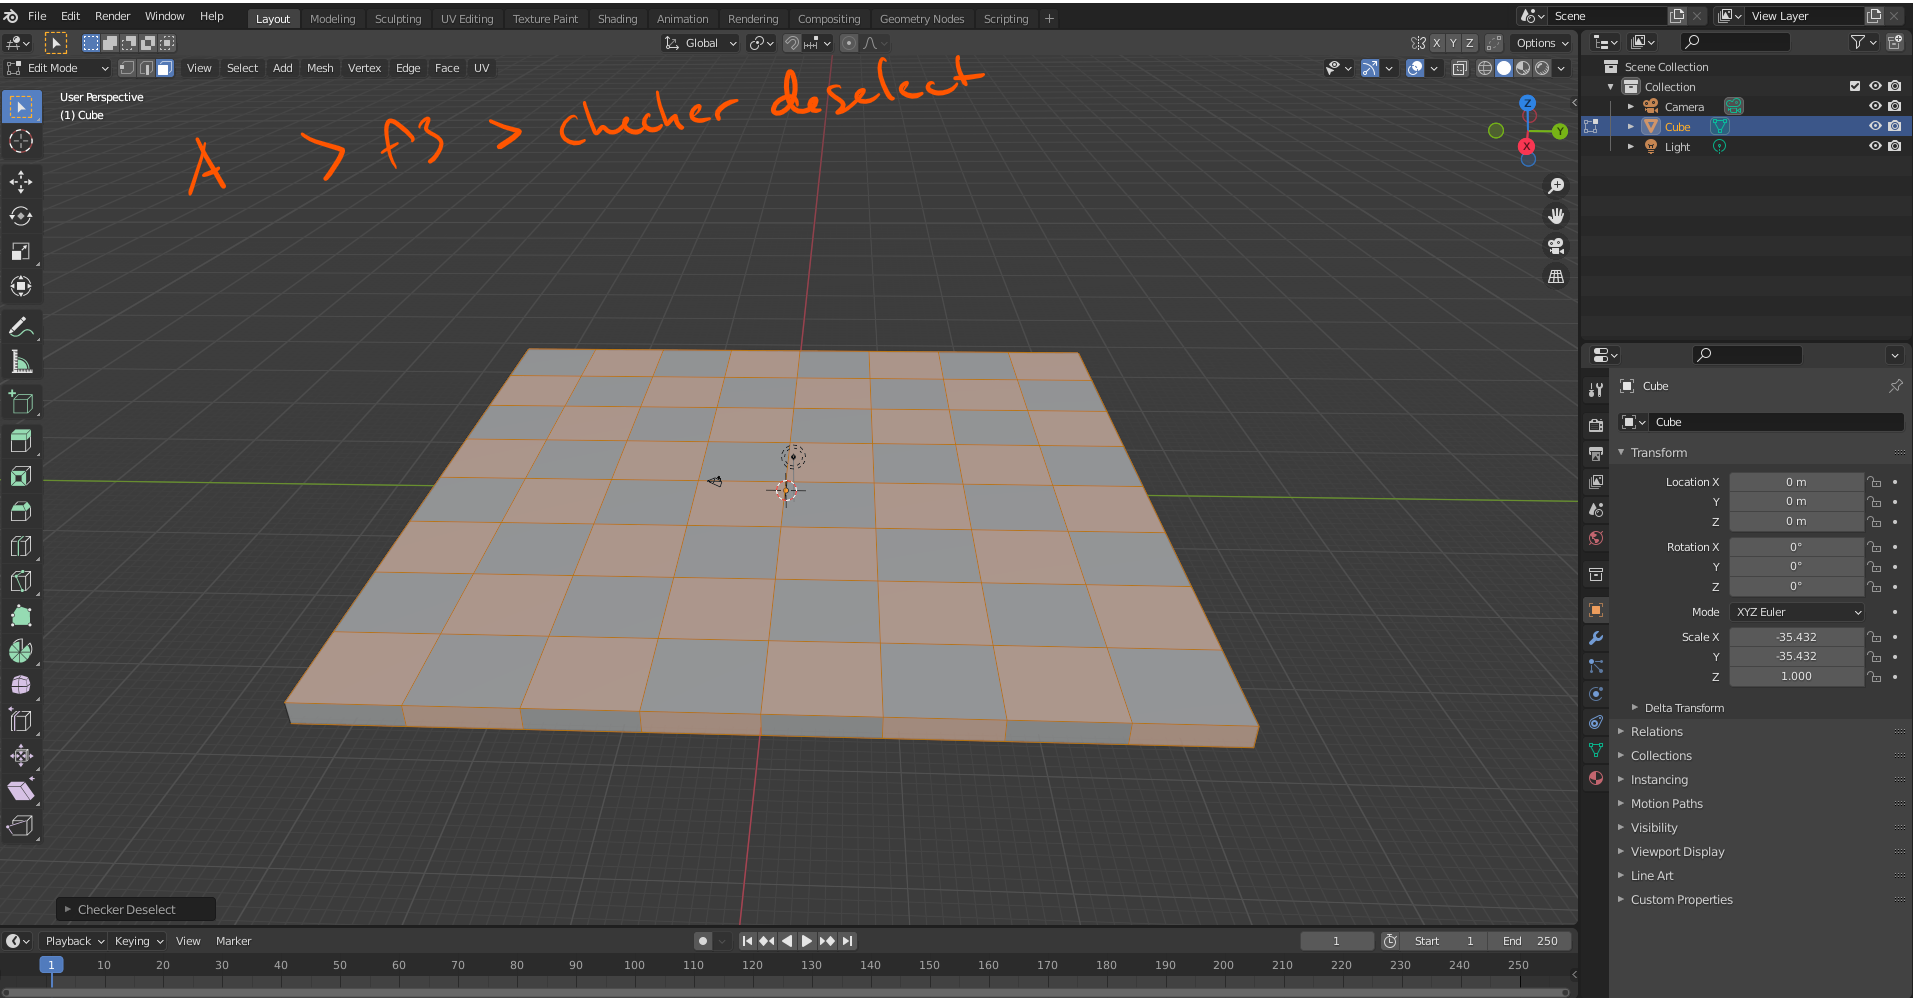 File Edit Render Window Help Layout Modeling Sculpting UV Editing Texture Paint Shading Animation Rendering Compositing Geometry Nodes Scripting + Scene View Layer
Global X Y Z Options
Edit Mode View Select Add Mesh Vertex Edge Face UV
User Perspective
(1) Cube
A > F3 > checker deselect
Z
Y
X
Scene Collection
Collection
Camera
Cube
Light
Cube
Cube
Transform
Location X 0 m
Y 0 m
Z 0 m
Rotation X 0°
Y 0°
Z 0°
Mode XYZ Euler
Scale X -35.432
Y -35.432
Z 1.000
Delta Transform
Relations
Collections
Instancing
Motion Paths
Visibility
Viewport Display
Line Art
Custom Properties
Checker Deselect
Playback Keying View Marker 1 Start 1 End 250
1 10 20 30 40 50 60 70 80 90 100 110 120 130 140 150 160 170 180 190 200 210 220 230 240 250